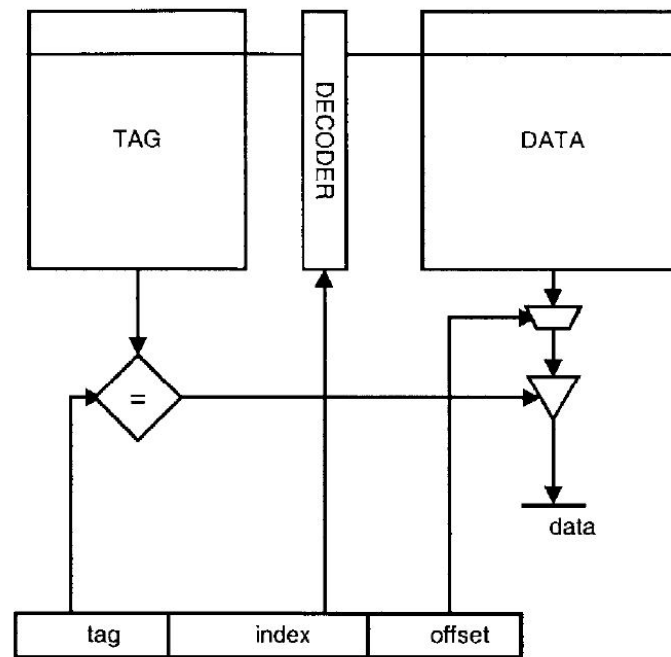 TAG
DECODER
DATA
=
data
tag
index
offset